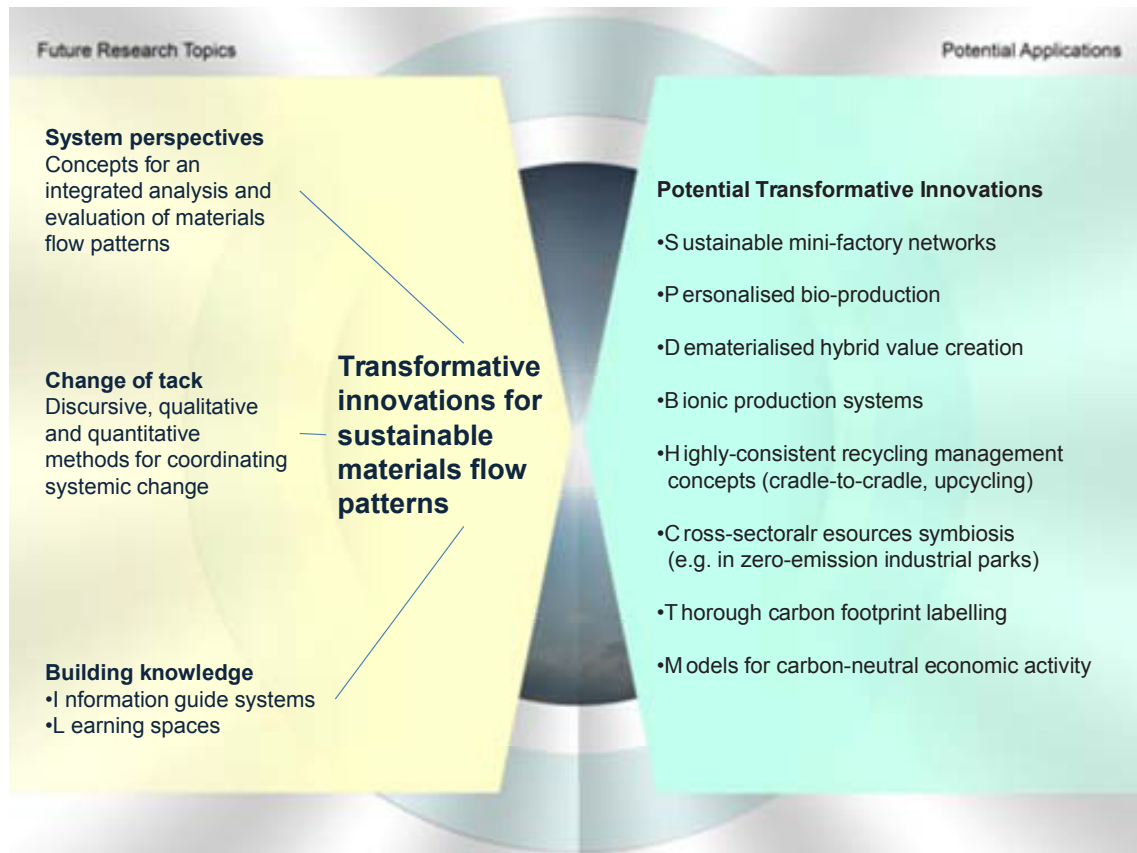 Future Research Topics
Potential Applications
System perspectives
Concepts for an
integrated analysis and
evaluation of materials
flow patterns
Change of tack
Discursive, qualitative
and quantitative
methods for coordinating
systemic change
Building knowledge
•I nformation guide systems
•L earning spaces
Transformative
innovations for
sustainable
materials flow
patterns
Potential Transformative Innovations
•S ustainable mini-factory networks
•P ersonalised bio-production
•D ematerialised hybrid value creation
•B ionic production systems
•H ighly-consistent recycling management
concepts (cradle-to-cradle, upcycling)
•C ross-sectoralr esources symbiosis
(e.g. in zero-emission industrial parks)
•T horough carbon footprint labelling
•M odels for carbon-neutral economic activity